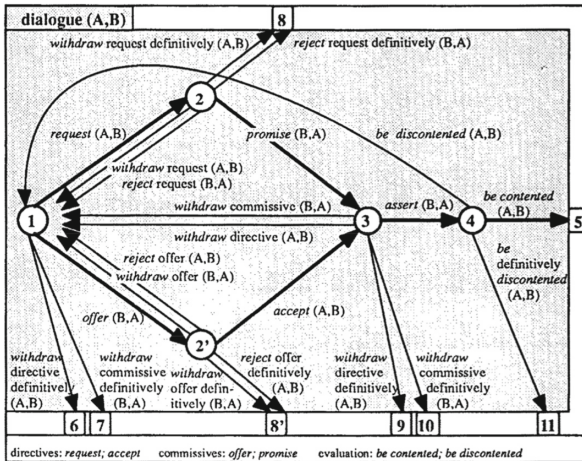 dialogue (A,B)
8
withdraw request definitively (A,B)
reject request definitively (B,A)
2
request (A,B)
promise (B,A)
be discontented (A,B)
withdraw request (A,B)
reject request (B,A)
withdraw commissive (B,A)
assert (B,A)
be contented
(A,B)
1
3
4
5
withdraw directive (A,B)
reject offer (A,B)
withdraw offer (B,A)
be
definitively
discontented
(A,B)
offer (B,A)
accept (A,B)
2'
withdraw
directive
definitively
(A,B)
withdraw
commissive
definitively
(B,A)
withdraw
offer defin-
itively (B,A)
reject offer
definitively
(A,B)
withdraw
directive
definitively
(A,B)
withdraw
commissive
definitively
(B,A)
6
7
8'
9
10
11
directives: request; accept commissives: offer; promise evaluation: be contented; be discontented